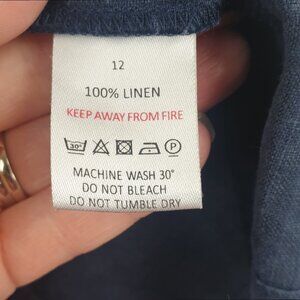 12
100% LINEN
KEEP AWAY FROM FIRE
30° P
MACHINE WASH 30°
DO NOT BLEACH
DO NOT TUMBLE DRY